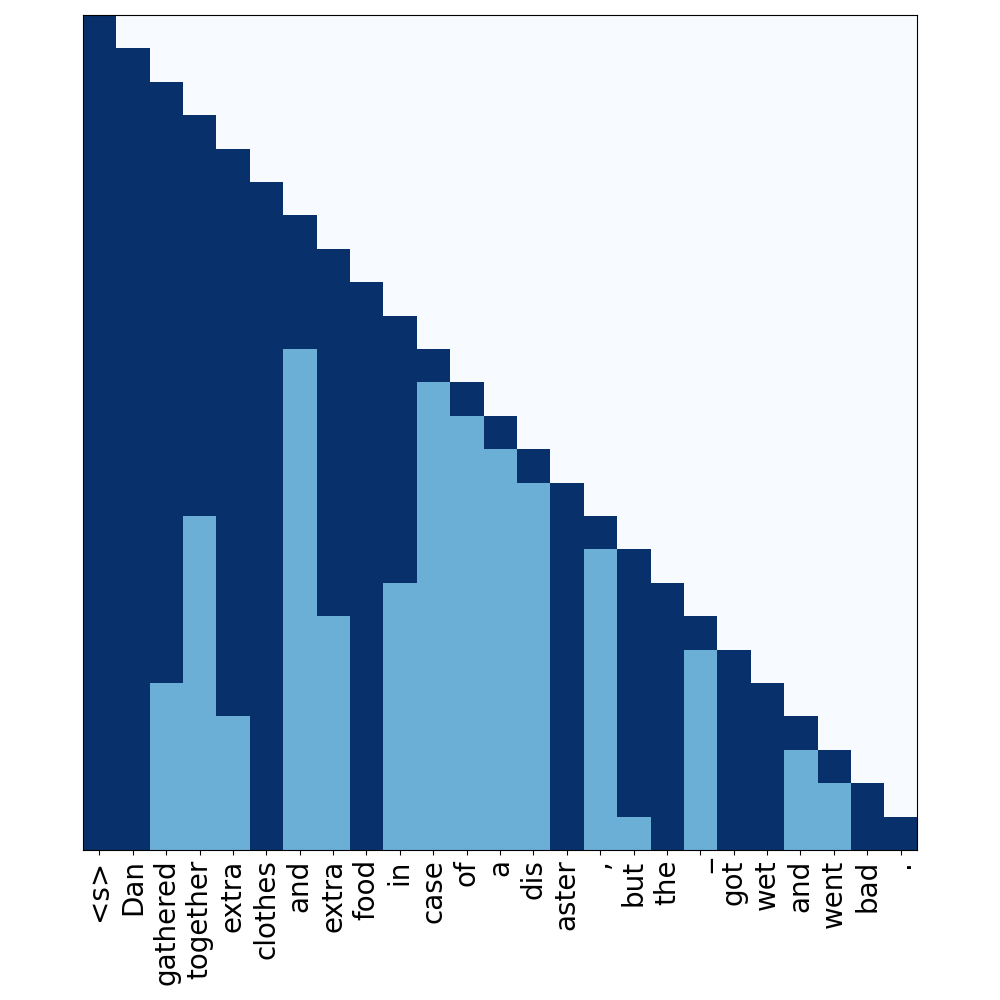 <s>
Dan
gathered
together
extra
clothes
and
extra
food
in
case
of
a
dis
aster
,
but
the
_
got
wet
and
went
bad
.